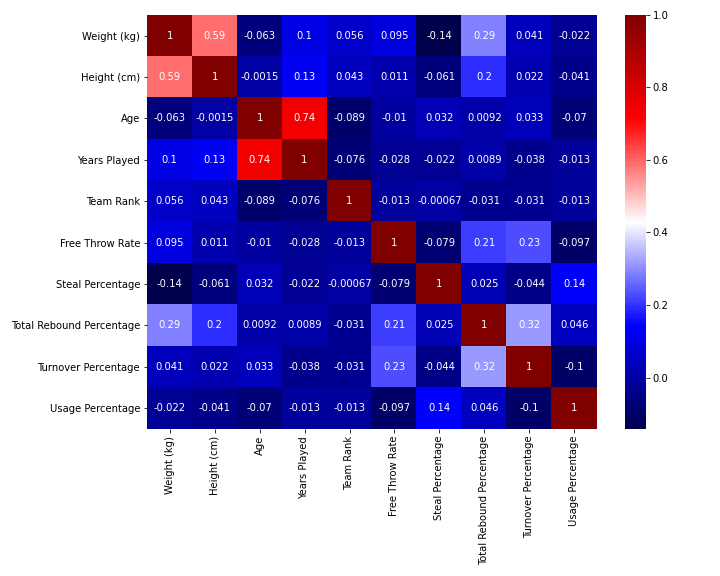 Weight (kg) 1 0.59 -0.063 0.1 0.056 0.095 -0.14 0.29 0.041 -0.022
Height (cm) 0.59 1 -0.0015 0.13 0.043 0.011 -0.061 0.2 0.022 -0.041
Age -0.063 -0.0015 1 0.74 -0.089 -0.01 0.032 0.0092 0.033 -0.07
Years Played 0.1 0.13 0.74 1 -0.076 -0.028 -0.022 0.0089 -0.038 -0.013
Team Rank 0.056 0.043 -0.089 -0.076 1 -0.013 -0.00067 -0.031 -0.031 -0.013
Free Throw Rate 0.095 0.011 -0.01 -0.028 -0.013 1 -0.079 0.21 0.23 -0.097
Steal Percentage -0.14 -0.061 0.032 -0.022 -0.00067 -0.079 1 0.025 -0.044 0.14
Total Rebound Percentage 0.29 0.2 0.0092 0.0089 -0.031 0.21 0.025 1 0.32 0.046
Turnover Percentage 0.041 0.022 0.033 -0.038 -0.031 0.23 -0.044 0.32 1 -0.1
Usage Percentage -0.022 -0.041 -0.07 -0.013 -0.013 -0.097 0.14 0.046 -0.1 1
Weight (kg)
Height (cm)
Age
Years Played
Team Rank
Free Throw Rate
Steal Percentage
Total Rebound Percentage
Turnover Percentage
Usage Percentage
1.0
0.8
0.6
0.4
0.2
0.0